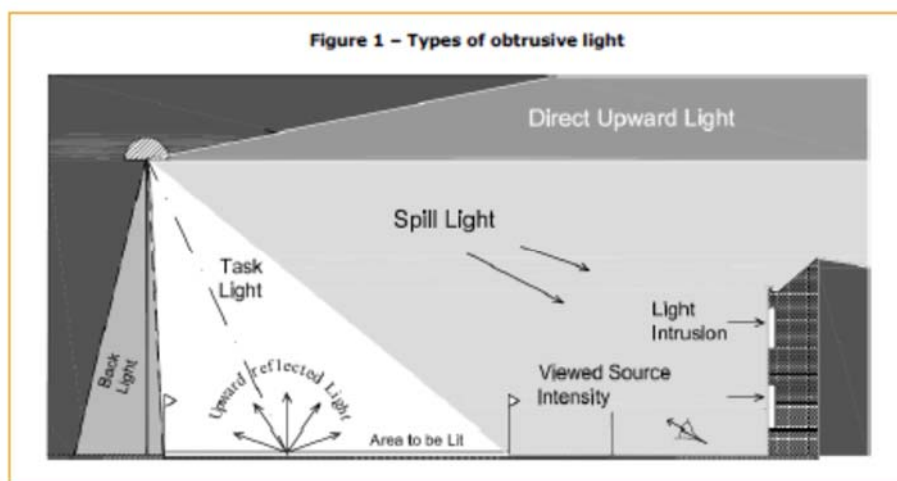 Figure 1 – Types of obtrusive light
Direct Upward Light
Spill Light
Task
Light
Light
Intrusion
Back
Light
Upward reflected Light
Viewed Source
Intensity
Area to be Lit